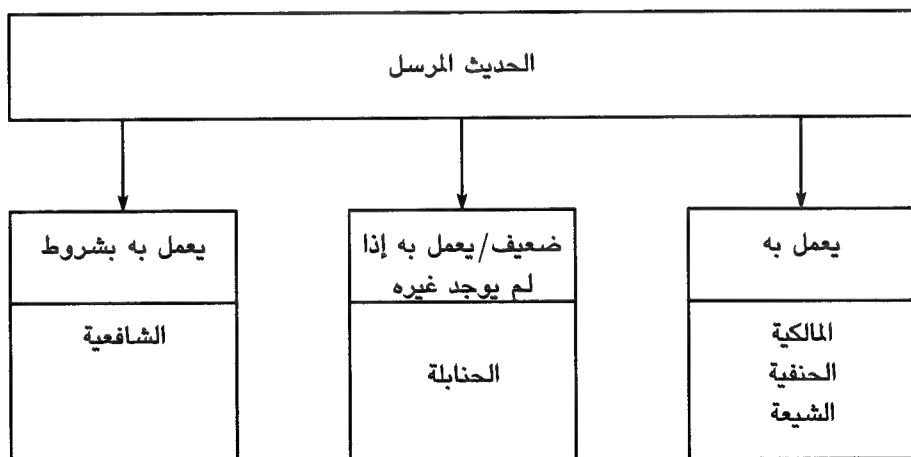 الحديث المرسل
يعمل به
المالكية
الحنفية
الشيعة
ضعيف/يعمل به إذا
لم يوجد غيره
الحنابلة
يعمل به بشروط
الشافعية